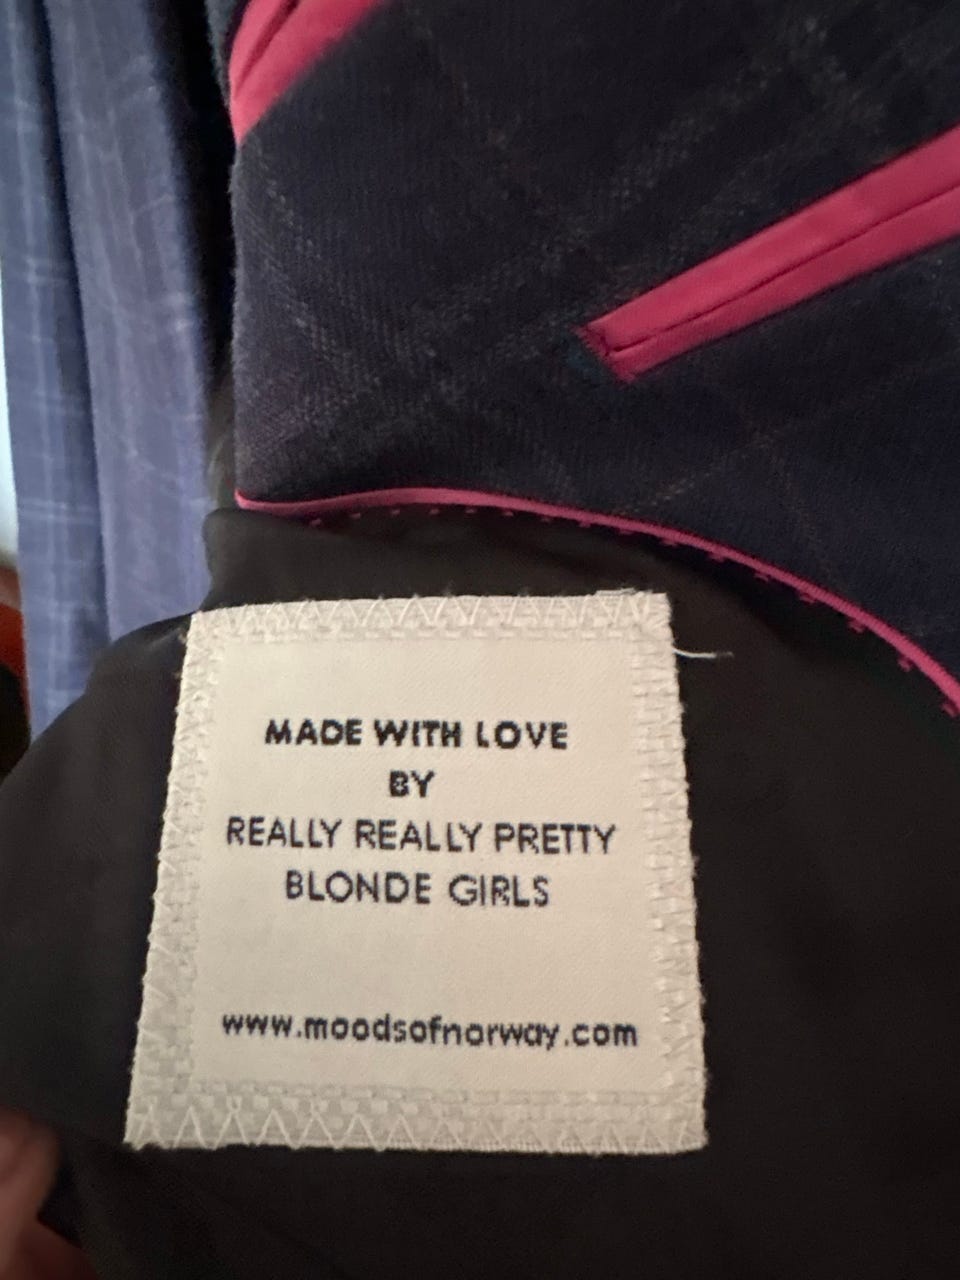 MADE WITH LOVE
BY
REALLY REALLY PRETTY
BLONDE GIRLS
www.moodsofnorway.com